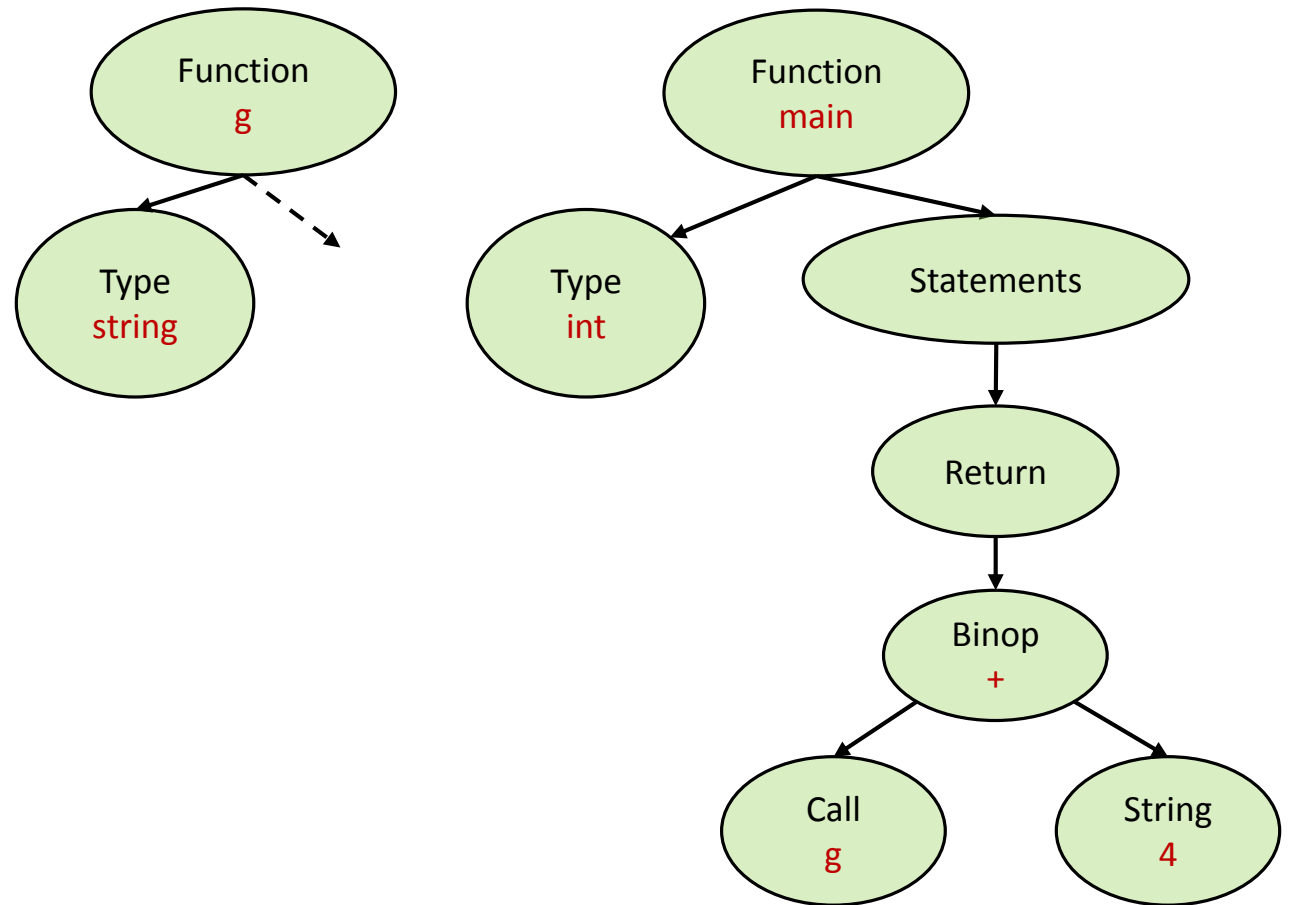 Function
g
Function
main
Type
string
Type
int
Statements
Return
Binop
+
Call
g
String
4